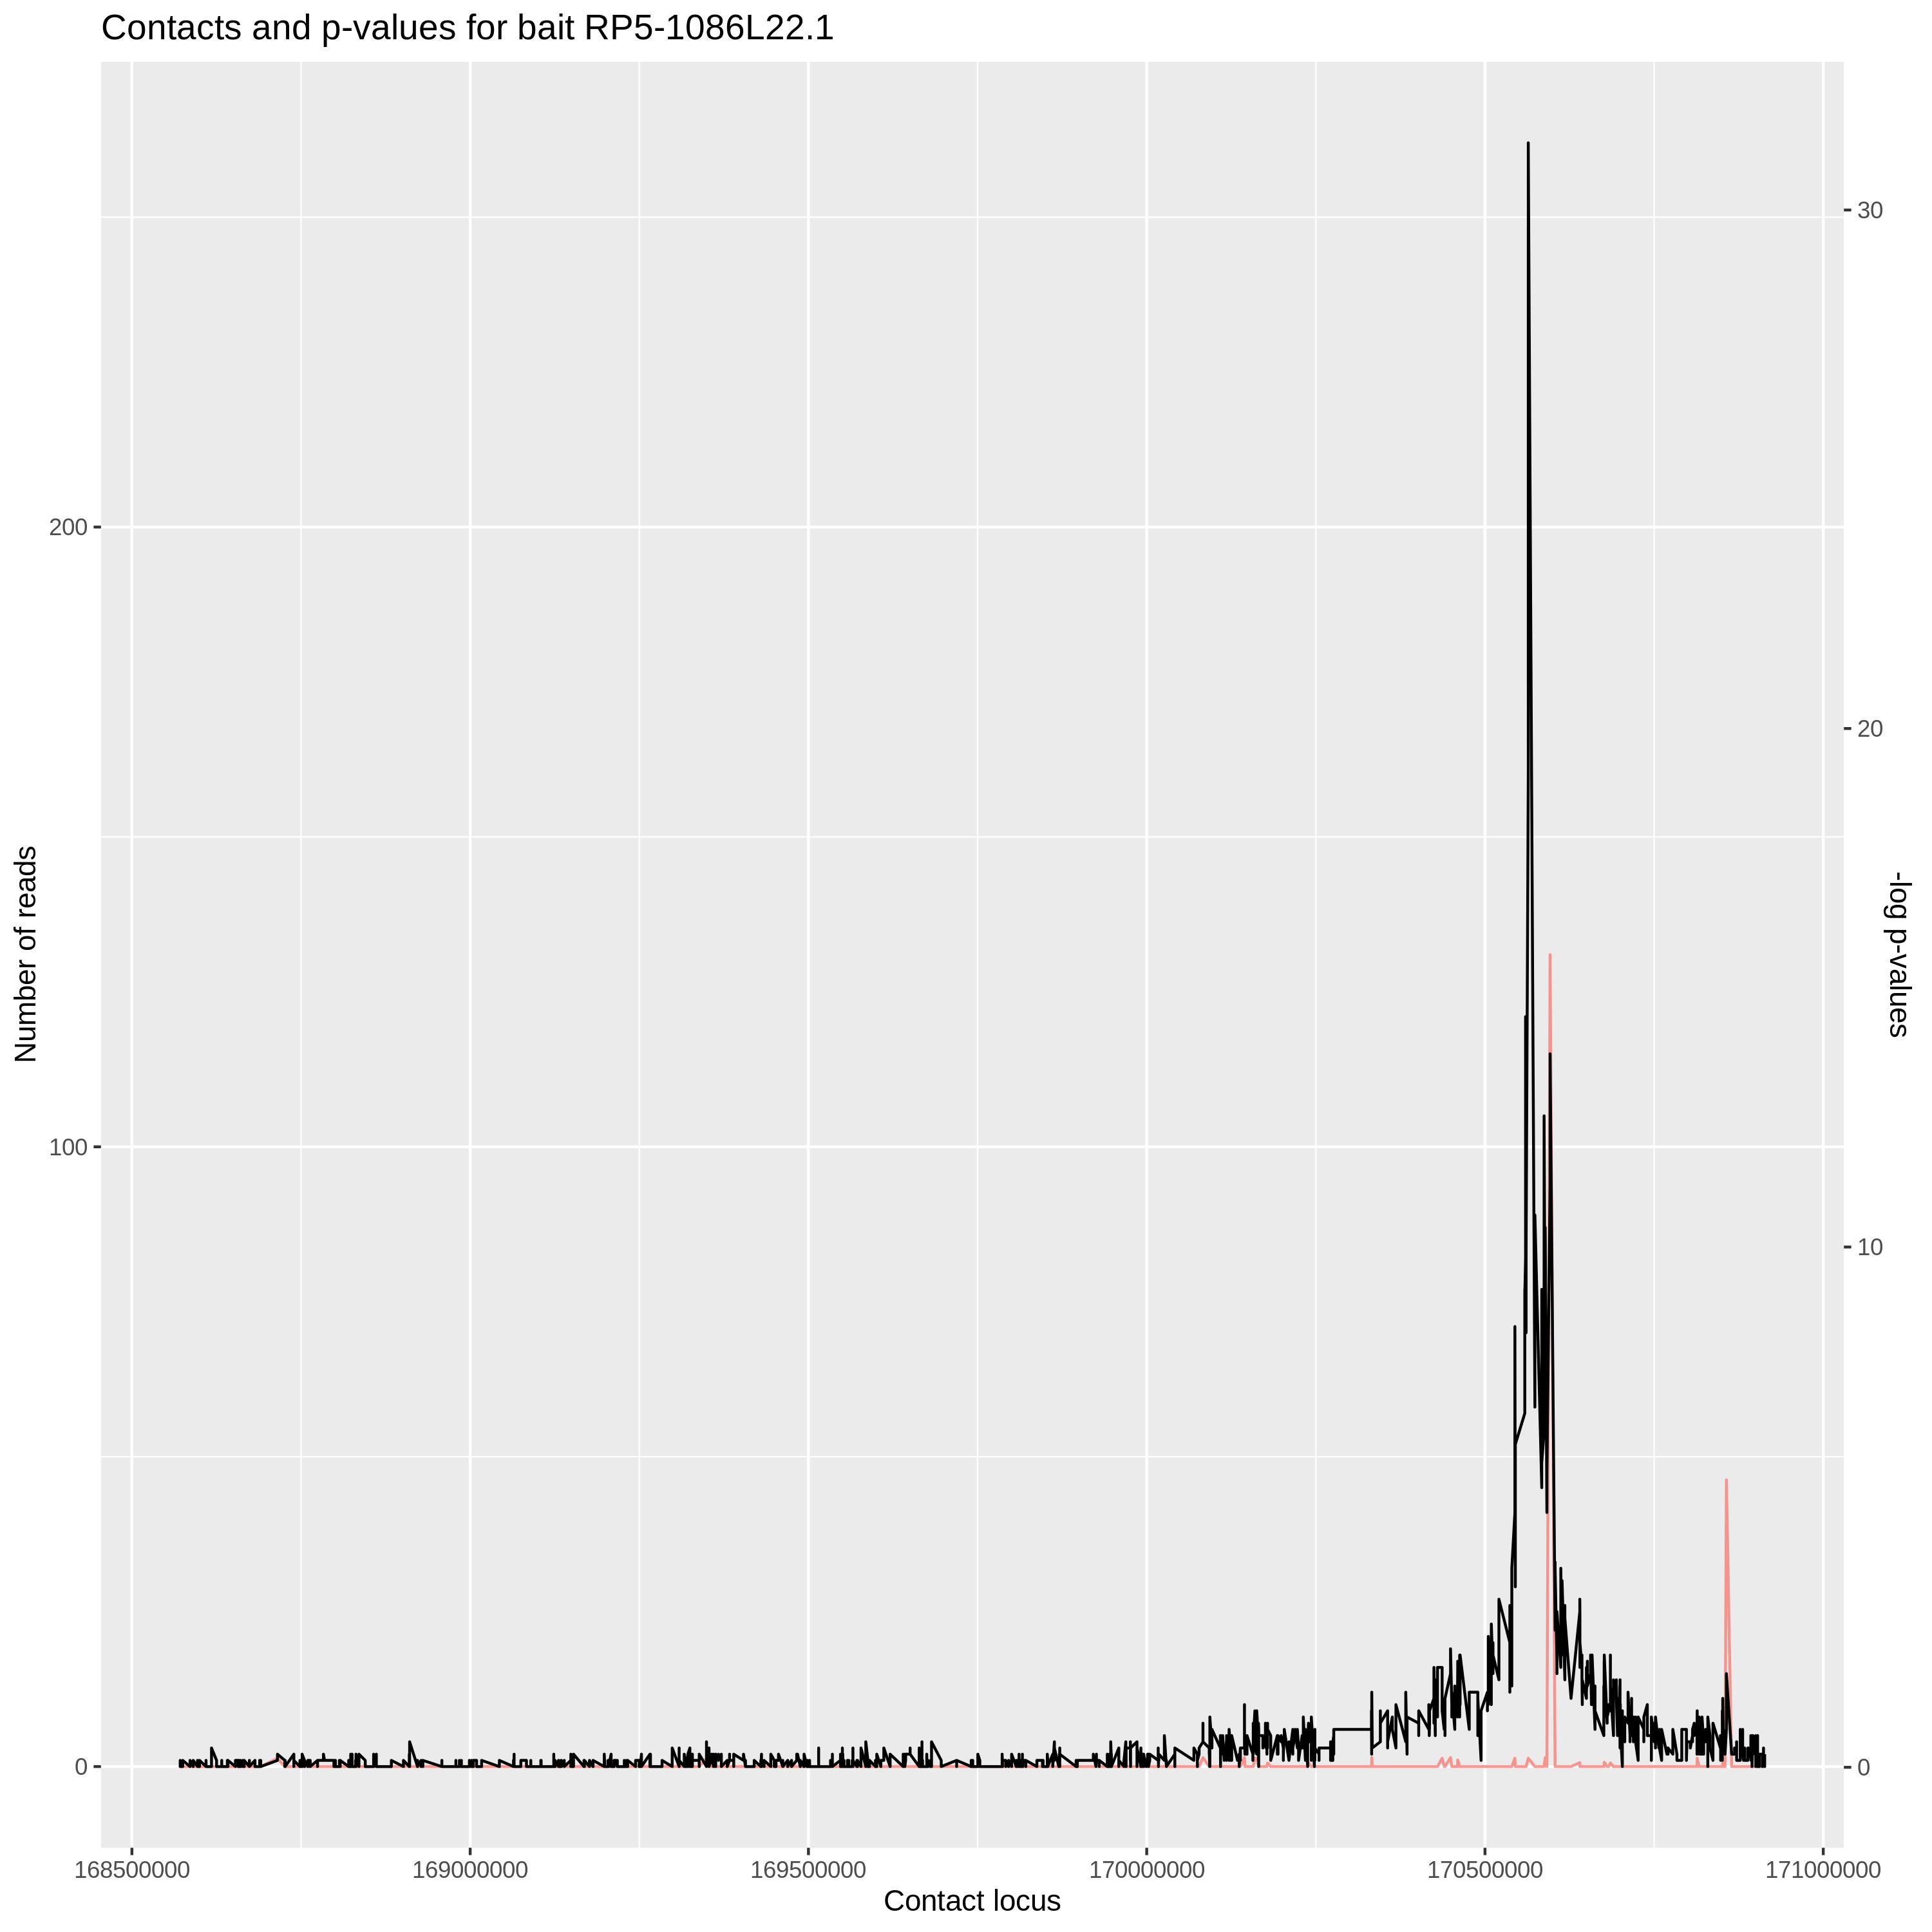 Contacts and p-values for bait RP5-1086L22.1
30
200
20
Number of reads
-log p-values
100
10
0
0
168500000 169000000 169500000 170000000 170500000 171000000
Contact locus